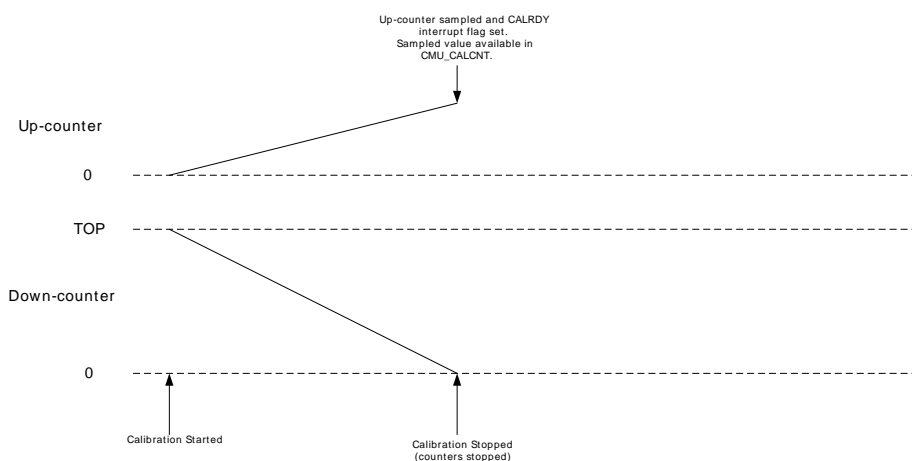 Up-counter sampled and CALRDY
interrupt flag set.
Sampled value available in
CMU_CALCNT.
Up-counter
0
TOP
Down-counter
0
Calibration Started
Calibration Stopped
(counters stopped)